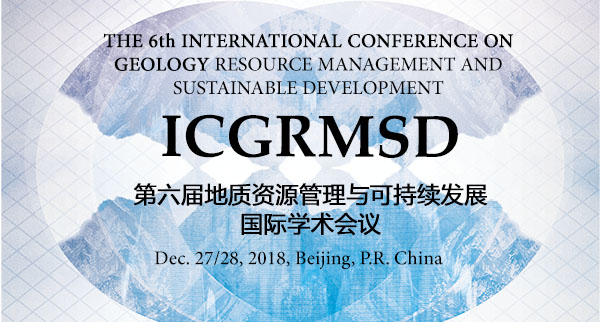 THE 6th INTERNATIONAL CONFERENCE ON
GEOLOGY RESOURCE MANAGEMENT AND
SUSTAINABLE DEVELOPMENT
ICGRMSD
第六届地质资源管理与可持续发展
国际学术会议
Dec. 27/28, 2018, Beijing, P.R. China